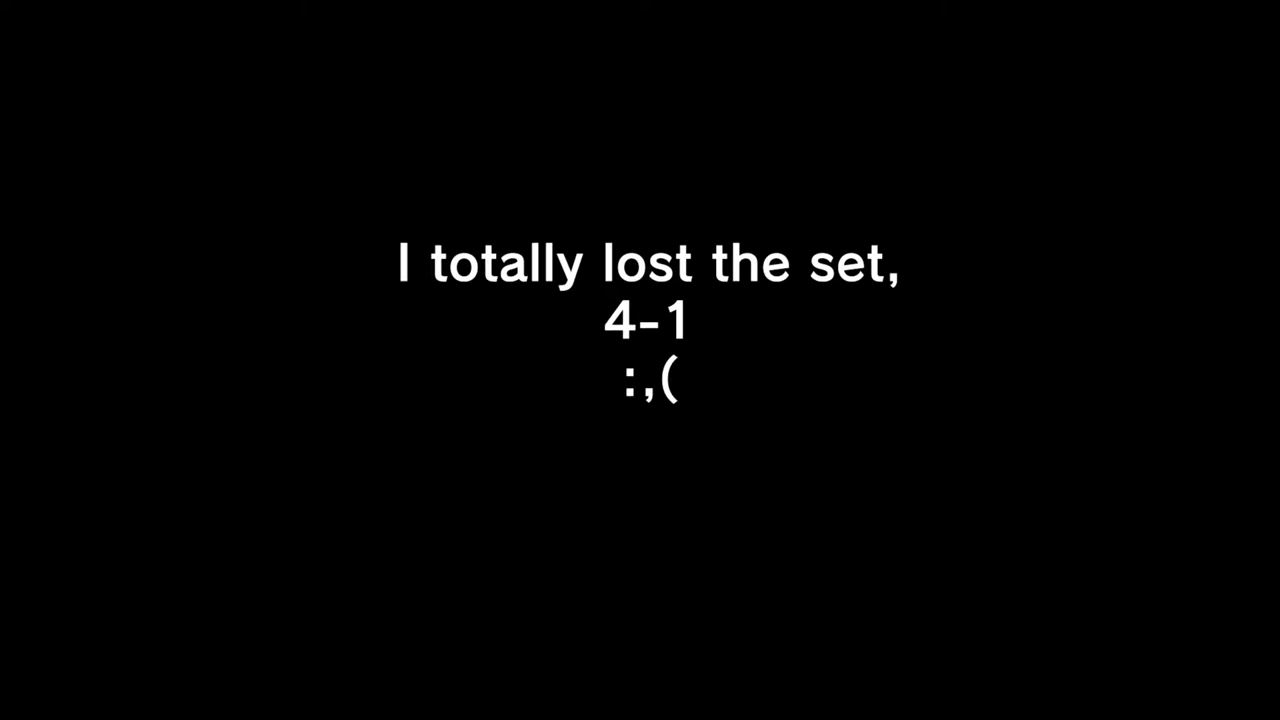 I totally lost the set,
4-1
:,(